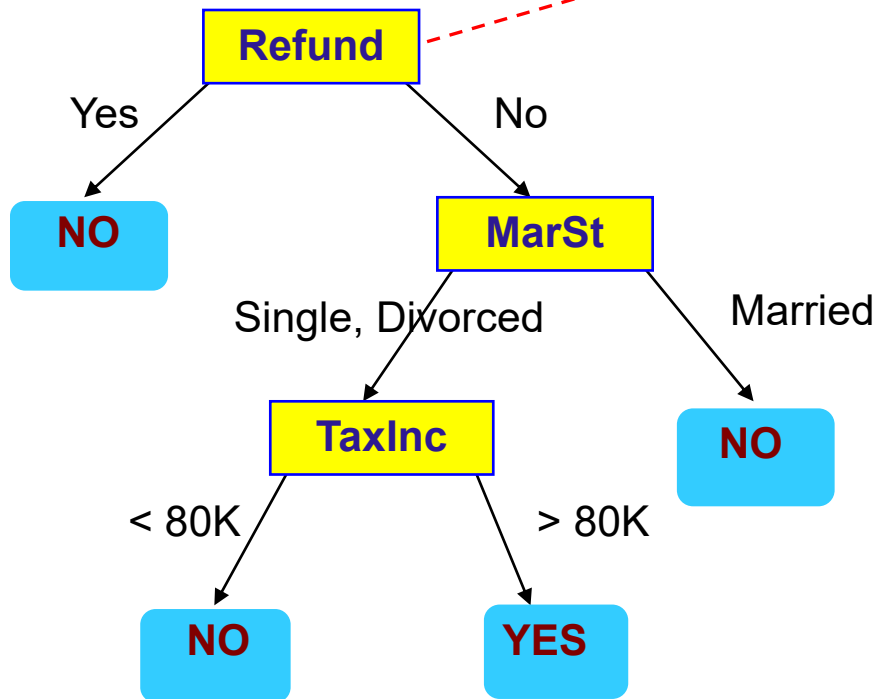 Refund
Yes
No
NO
MarSt
Single, Divorced
Married
TaxInc
NO
< 80K
> 80K
NO
YES